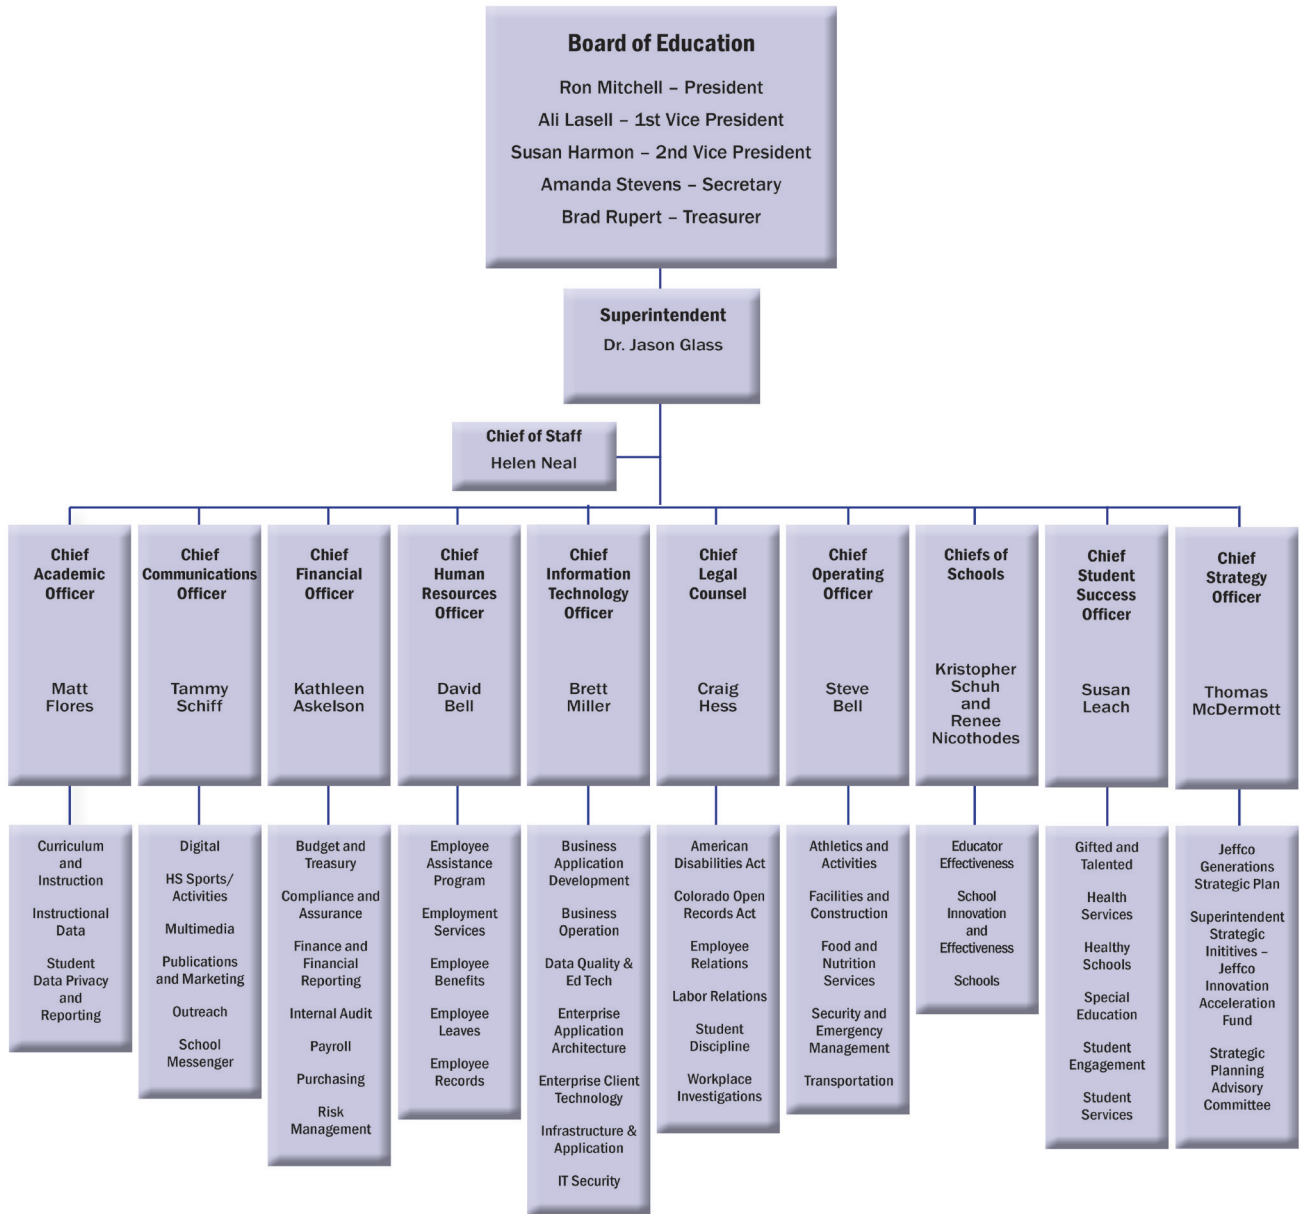 Board of Education
Ron Mitchell – President
Ali Lasell – 1st Vice President
Susan Harmon – 2nd Vice President
Amanda Stevens – Secretary
Brad Rupert – Treasurer
Superintendent
Dr. Jason Glass
Chief of Staff
Helen Neal
Chief
Academic
Officer
Matt
Flores
Chief
Communications
Officer
Tammy
Schiff
Chief
Financial
Officer
Kathleen
Askelson
Chief
Human
Resources
Officer
David
Bell
Chief
Information
Technology
Officer
Brett
Miller
Chief
Legal
Counsel
Craig
Hess
Chief
Operating
Officer
Steve
Bell
Chiefs of
Schools
Kristopher
Schuh
and
Renee
Nicothodes
Chief
Student
Success
Officer
Susan
Leach
Chief
Strategy
Officer
Thomas
McDermott
Curriculum
and
Instruction
Instructional
Data
Student
Data Privacy
and
Reporting
Digital
HS Sports/
Activities
Multimedia
Publications
and Marketing
Outreach
School
Messenger
Budget and
Treasury
Compliance and
Assurance
Finance and
Financial
Reporting
Internal Audit
Payroll
Purchasing
Risk
Management
Employee
Assistance
Program
Employment
Services
Employee
Benefits
Employee
Leaves
Employee
Records
Business
Application
Development
Business
Operation
Data Quality &
Ed Tech
Enterprise
Application
Architecture
Enterprise Client
Technology
Infrastructure &
Application
IT Security
American
Disabilities Act
Colorado Open
Records Act
Employee
Relations
Labor Relations
Student
Discipline
Workplace
Investigations
Athletics and
Activities
Facilities and
Construction
Food and
Nutrition
Services
Security and
Emergency
Management
Transportation
Educator
Effectiveness
School
Innovation
and
Effectiveness
Schools
Gifted and
Talented
Health
Services
Healthy
Schools
Special
Education
Student
Engagement
Student
Services
Jeffco
Generations
Strategic Plan
Superintendent
Strategic
Inititives –
Jeffco
Innovation
Acceleration
Fund
Strategic
Planning
Advisory
Committee